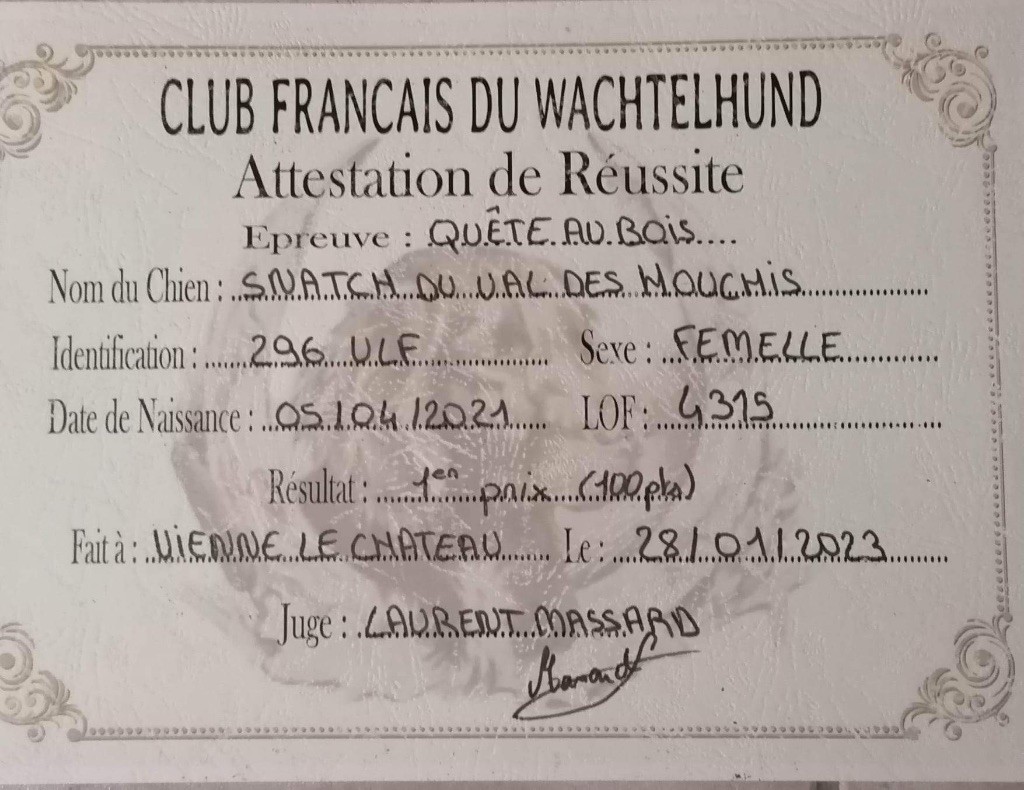 CLUB FRANCAIS DU WACHTELHUND
Attestation de Réussite
Epreuve : QUÊTE AU BOIS....
Nom du Chien : SNATCH DU VAL DES MOUCHIS
Identification : 296 ULF Sexe : FEMELLE
Date de Naissance : 05/04/2021 LOF : 4315
Résultat : 1er prix (100pts)
Fait à : VIENNE LE CHATEAU Le : 28/01/2023
Juge : LAURENT MASSARD